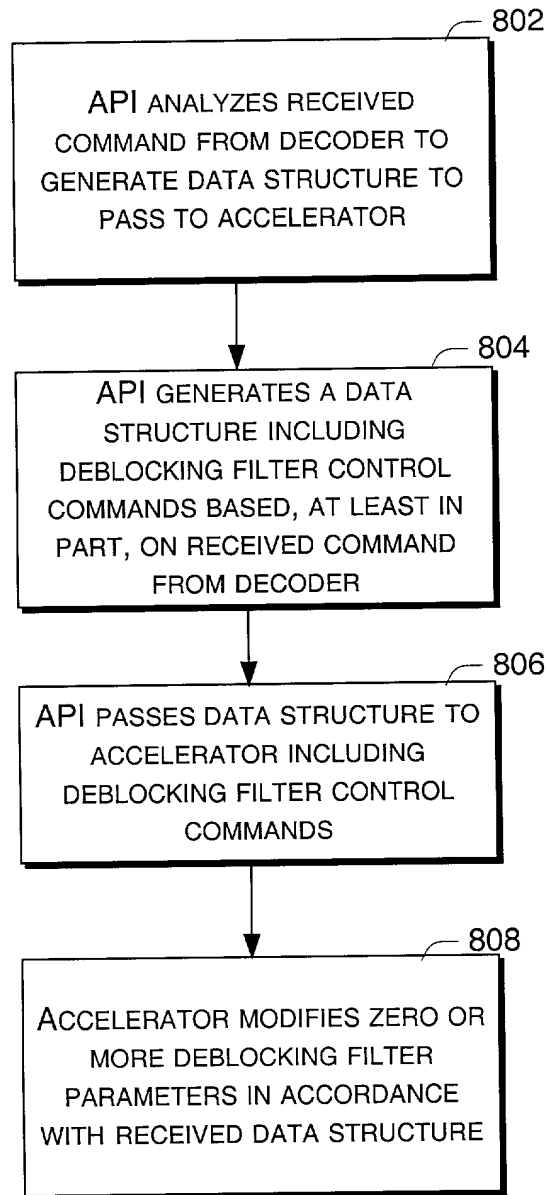 802
API ANALYZES RECEIVED
COMMAND FROM DECODER TO
GENERATE DATA STRUCTURE TO
PASS TO ACCELERATOR
804
API GENERATES A DATA
STRUCTURE INCLUDING
DEBLOCKING FILTER CONTROL
COMMANDS BASED, AT LEAST IN
PART, ON RECEIVED COMMAND
FROM DECODER
806
API PASSES DATA STRUCTURE TO
ACCELERATOR INCLUDING
DEBLOCKING FILTER CONTROL
COMMANDS
808
ACCELERATOR MODIFIES ZERO OR
MORE DEBLOCKING FILTER
PARAMETERS IN ACCORDANCE
WITH RECEIVED DATA STRUCTURE